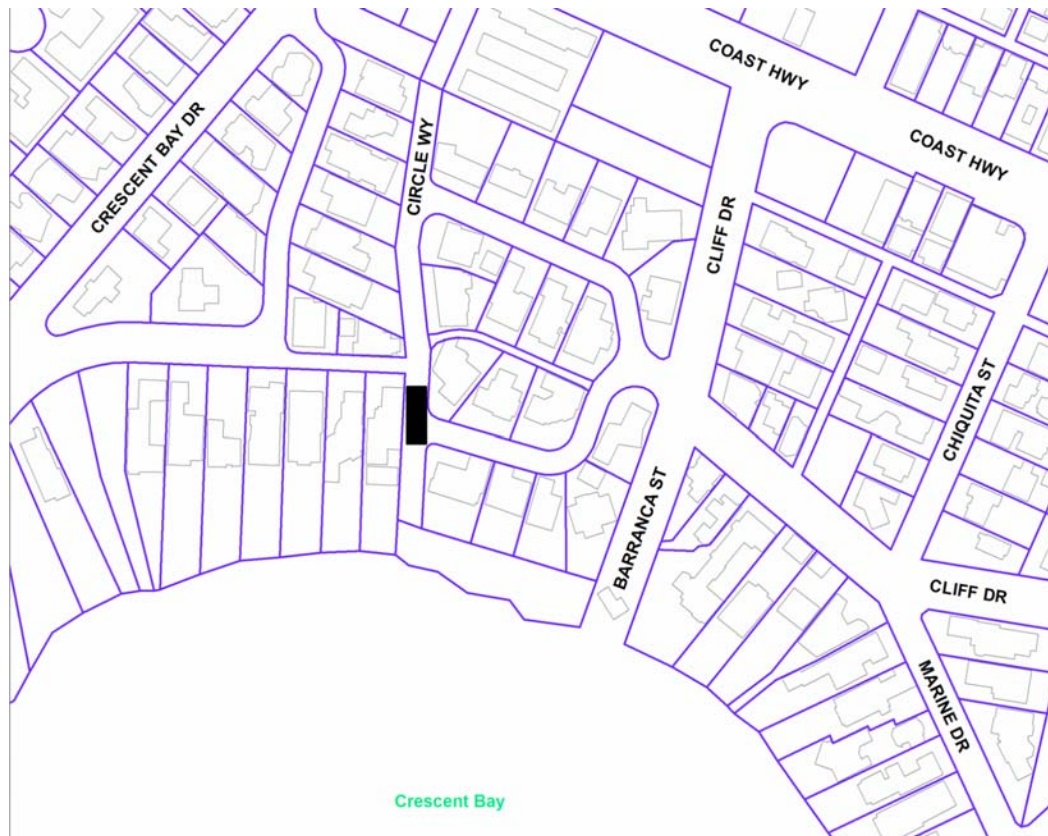 COAST HWY
COAST HWY
CRESCENT BAY DR
CIRCLE WY
CLIFF DR
CHIQUITA ST
BARRANCA ST
CLIFF DR
MARINE DR
Crescent Bay